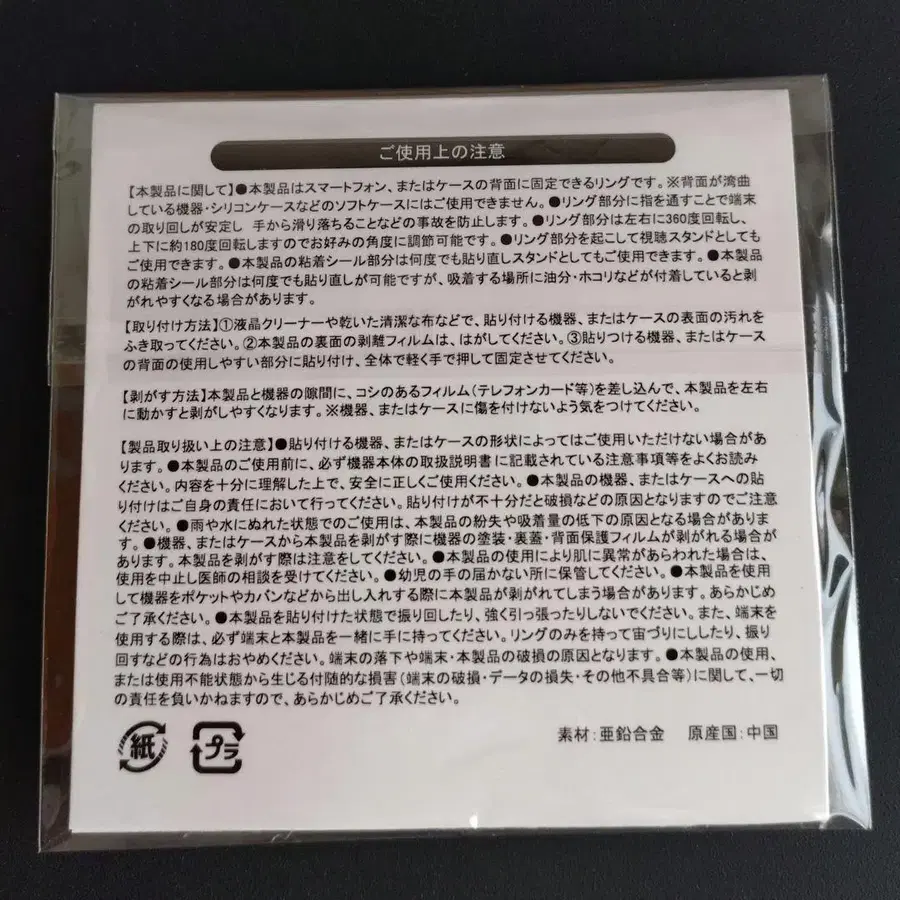 ご使用上の注意
【本製品に関して】●本製品はスマートフォン、またはケースの背面に固定できるリングです。※背面が湾曲
している機器・シリコンケースなどのソフトケースにはご使用できません。●リング部分に指を通すことで端末
の取り回しが安定し 手から滑り落ちることなどの事故を防止します。●リング部分は左右に360度回転し、
上下に約180度回転しますのでお好みの角度に調節可能です。●リング部分を起こして視聴スタンドとしても
ご使用できます。●本製品の粘着シール部分は何度でも貼り直しスタンドとしてもご使用できます。●本製品
の粘着シール部分は何度でも貼り直しが可能ですが、吸着する場所に油分・ホコリなどが付着していると剥
がれやすくなる場合があります。
【取り付け方法】①液晶クリーナーや乾いた清潔な布などで、貼り付ける機器、またはケースの表面の汚れを
ふき取ってください。②本製品の裏面の剥離フィルムは、はがしてください。③貼りつける機器、またはケース
の背面の使用しやすい部分に貼り付け、全体で軽く手で押して固定させてください。
【剥がす方法】本製品と機器の隙間に、コシのあるフィルム(テレフォンカード等)を差し込んで、本製品を左右
に動かすと剥がしやすくなります。※機器、またはケースに傷を付けないよう気をつけてください。
【製品取り扱い上の注意】●貼り付ける機器、またはケースの形状によってはご使用いただけない場合があ
ります。●本製品のご使用前に、必ず機器本体の取扱説明書に記載されている注意事項等をよくお読み
ください。内容を十分に理解した上で、安全に正しくご使用ください。●本製品の機器、またはケースへの貼
り付けはご自身の責任において行ってください。貼り付けが不十分だと破損などの原因となりますのでご注意
ください。●雨や水にぬれた状態でのご使用は、本製品の紛失や吸着量の低下の原因となる場合がありま
す。●機器、またはケースから本製品を剥がす際に機器の塗装・裏蓋・背面保護フィルムが剥がれる場合が
あります。本製品を剥がす際は注意をしてください。●本製品の使用により肌に異常があらわれた場合は、
使用を中止し医師の相談を受けてください。●幼児の手の届かない所に保管してください。●本製品を使用
して機器をポケットやカバンなどから出し入れする際に本製品が剥がれてしまう場合があります。あらかじめ
ご了承ください。●本製品を貼り付けた状態で振り回したり、強く引っ張ったりしないでください。また、端末を
使用する際は、必ず端末と本製品を一緒に手に持ってください。リングのみを持って宙づりにししたり、振り
回すなどの行為はおやめください。端末の落下や端末・本製品の破損の原因となります。●本製品の使用、
または使用不能状態から生じる付随的な損害(端末の破損・データの損失・その他不具合等)に関して、一切
の責任を負いかねますので、あらかじめご了承ください。
紙 プラ 素材:亜鉛合金 原産国:中国